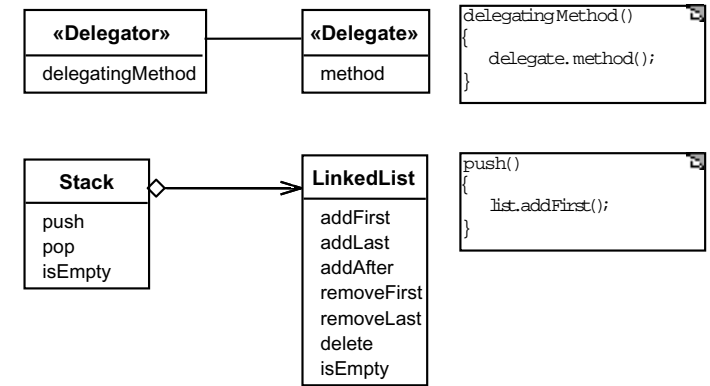 «Delegator»
delegatingMethod
«Delegate»
method
delegatingMethod()
{
delegate.method();
}
Stack
push
pop
isEmpty
LinkedList
addFirst
addLast
addAfter
removeFirst
removeLast
delete
isEmpty
push()
{
list.addFirst();
}